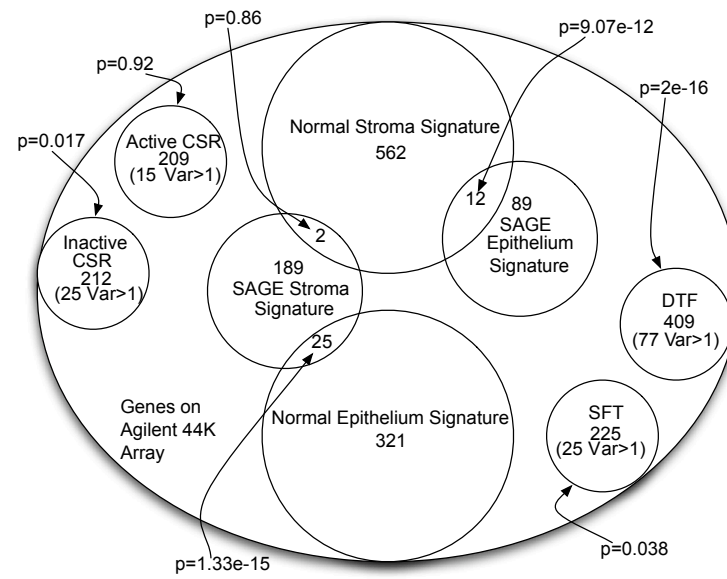 p=0.86
p=9.07e-12
p=0.92
p=2e-16
p=0.017
Normal Stroma Signature
562
Active CSR
209
(15 Var>1)
12
89
SAGE
Epithelium
Signature
Inactive
CSR
212
(25 Var>1)
2
189
SAGE Stroma
Signature
25
DTF
409
(77 Var>1)
Genes on
Agilent 44K
Array
Normal Epithelium Signature
321
SFT
225
(25 Var>1)
p=1.33e-15
p=0.038